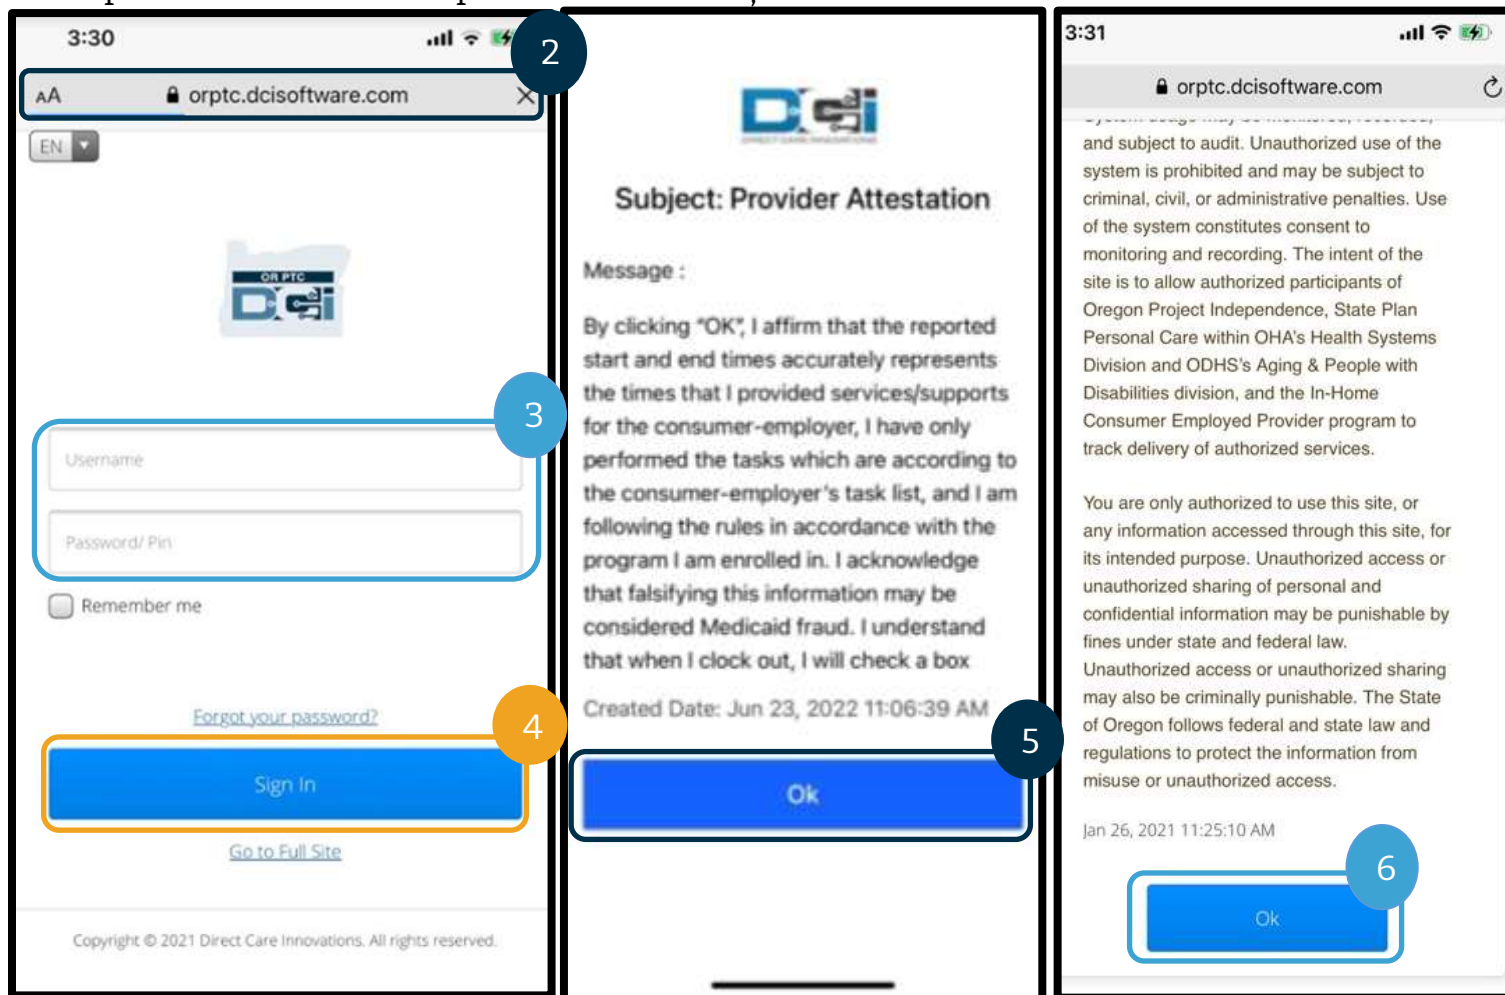 3:30
2
AA orptc.dcisoftware.com
EN
OR PTC
DCi
3
Username
Password/ Pin
Remember me
Forgot your password?
4
Sign In
Go to Full Site
Copyright © 2021 Direct Care Innovations. All rights reserved.
DCi
DIRECT CARE INNOVATIONS
Subject: Provider Attestation
Message :
By clicking "OK", I affirm that the reported
start and end times accurately represents
the times that I provided services/supports
for the consumer-employer, I have only
performed the tasks which are according to
the consumer-employer's task list, and I am
following the rules in accordance with the
program I am enrolled in. I acknowledge
that falsifying this information may be
considered Medicaid fraud. I understand
that when I clock out, I will check a box
Created Date: Jun 23, 2022 11:06:39 AM
5
Ok
3:31
orptc.dcisoftware.com
and subject to audit. Unauthorized use of the
system is prohibited and may be subject to
criminal, civil, or administrative penalties. Use
of the system constitutes consent to
monitoring and recording. The intent of the
site is to allow authorized participants of
Oregon Project Independence, State Plan
Personal Care within OHA's Health Systems
Division and ODHS's Aging & People with
Disabilities division, and the In-Home
Consumer Employed Provider program to
track delivery of authorized services.
You are only authorized to use this site, or
any information accessed through this site, for
its intended purpose. Unauthorized access or
unauthorized sharing of personal and
confidential information may be punishable by
fines under state and federal law.
Unauthorized access or unauthorized sharing
may also be criminally punishable. The State
of Oregon follows federal and state law and
regulations to protect the information from
misuse or unauthorized access.
Jan 26, 2021 11:25:10 AM
6
Ok